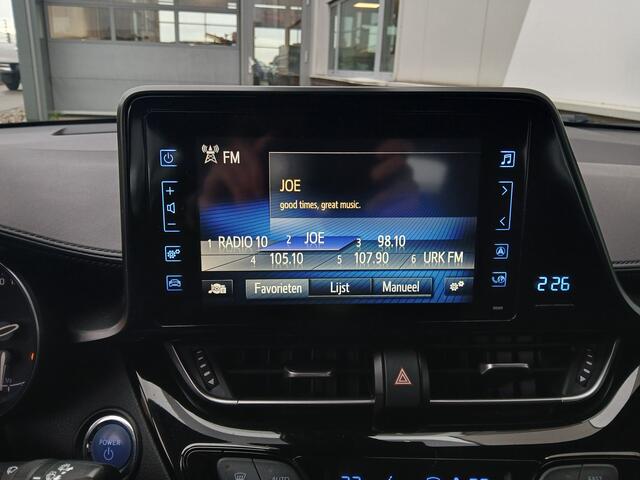 FM
JOE
good times, great music.
1 RADIO 10 2 JOE 3 98.10
4 105.10 5 107.90 6 URK FM
Favorieten Lijst Manueel
2:26
POWER
AUTO